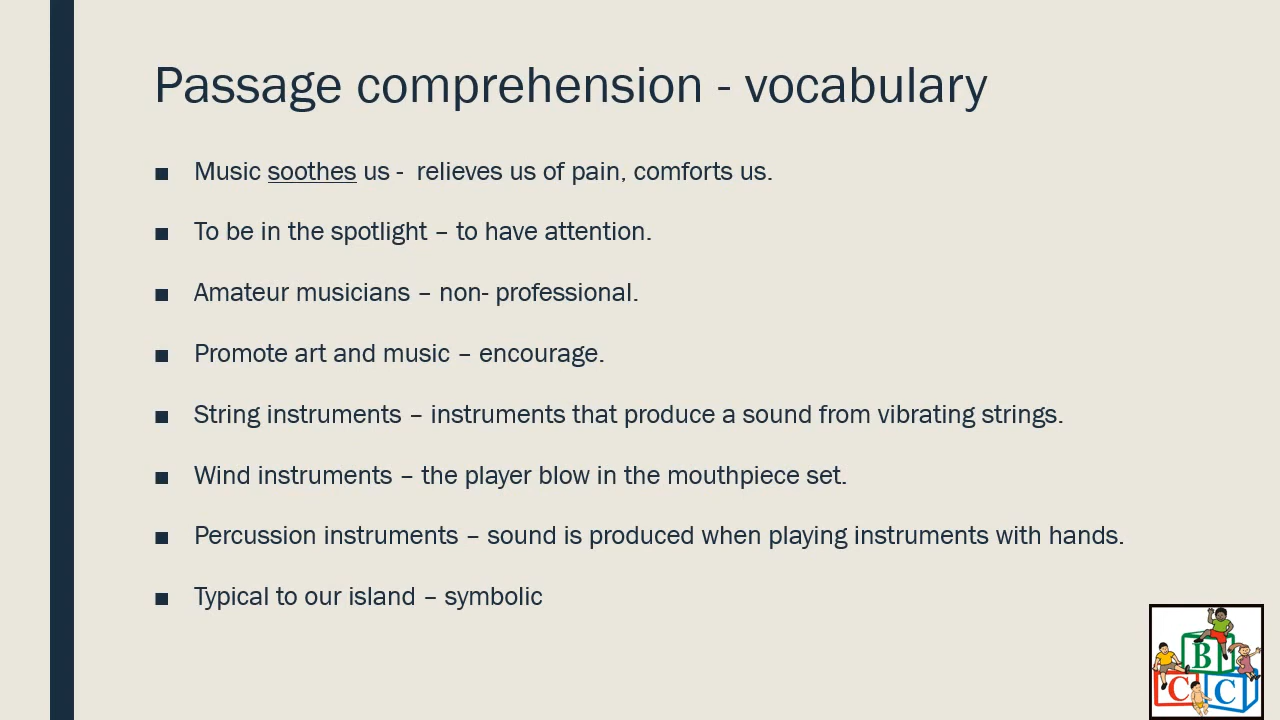 Passage comprehension - vocabulary
■ Music soothes us - relieves us of pain, comforts us.
■ To be in the spotlight – to have attention.
■ Amateur musicians – non- professional.
■ Promote art and music – encourage.
■ String instruments – instruments that produce a sound from vibrating strings.
■ Wind instruments – the player blow in the mouthpiece set.
■ Percussion instruments – sound is produced when playing instruments with hands.
■ Typical to our island – symbolic
B
C C